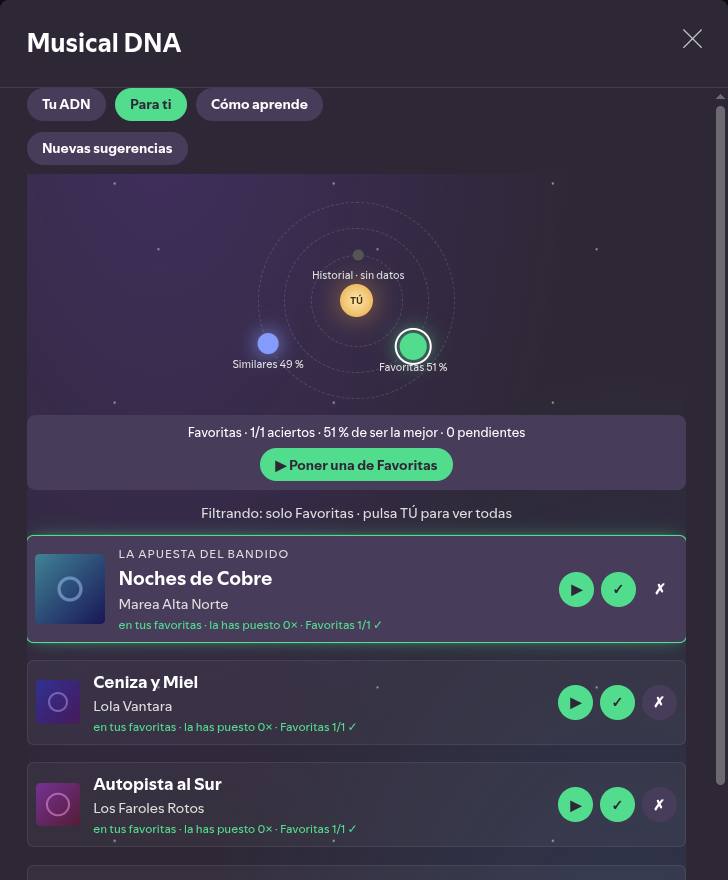 Musical DNA
Tu ADN
Para ti
Cómo aprende
Nuevas sugerencias
Historial · sin datos
TÚ
Similares 49 %
Favoritas 51 %
Favoritas · 1/1 aciertos · 51 % de ser la mejor · 0 pendientes
▶ Poner una de Favoritas
Filtrando: solo Favoritas · pulsa TÚ para ver todas
LA APUESTA DEL BANDIDO
Noches de Cobre
Marea Alta Norte
en tus favoritas · la has puesto 0× · Favoritas 1/1 ✓
▶ ✓ ✗
Ceniza y Miel
Lola Vantara
en tus favoritas · la has puesto 0× · Favoritas 1/1 ✓
▶ ✓ ✗
Autopista al Sur
Los Faroles Rotos
en tus favoritas · la has puesto 0× · Favoritas 1/1 ✓
▶ ✓ ✗